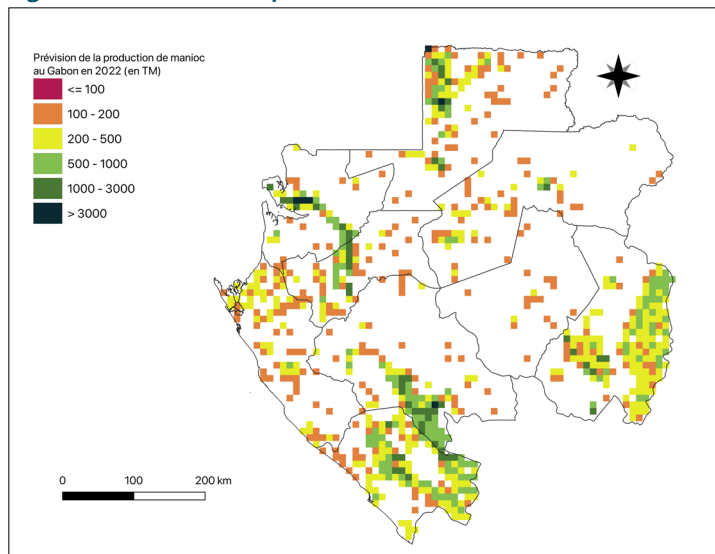 Prévision de la production de manioc
au Gabon en 2022 (en TM)
<= 100
100 - 200
200 - 500
500 - 1000
1000 - 3000
> 3000
0 100 200 km